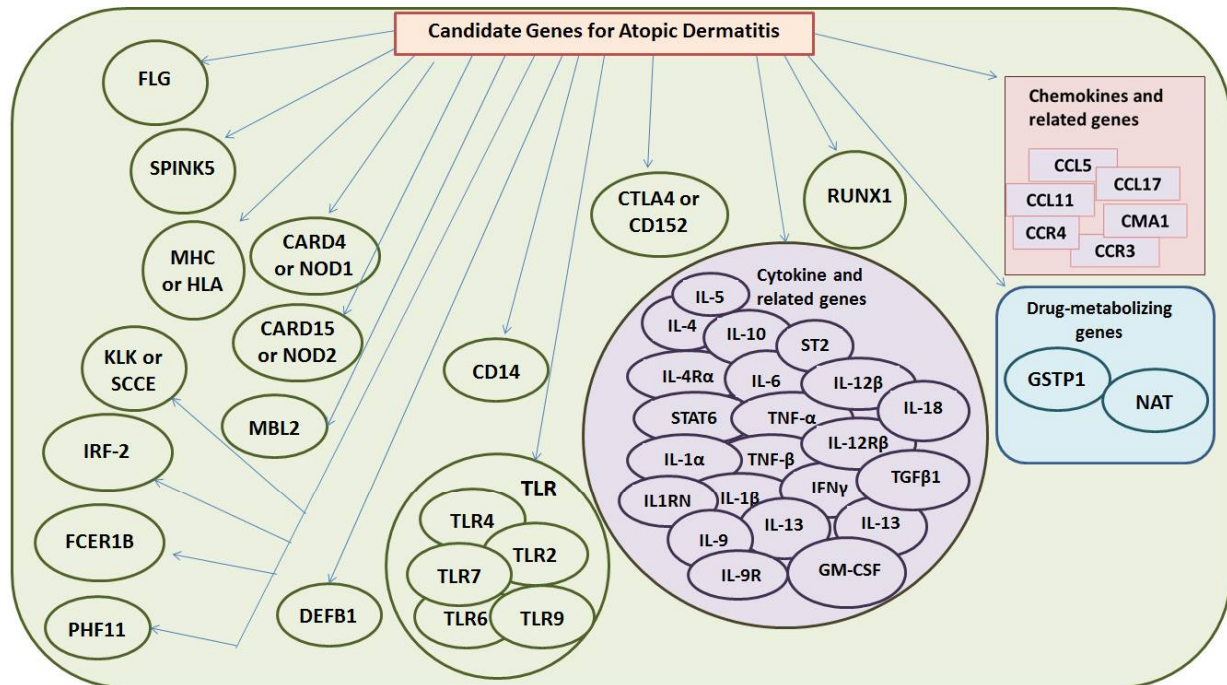 Candidate Genes for Atopic Dermatitis
FLG
SPINK5
MHC
or HLA
CARD4
or NOD1
CARD15
or NOD2
KLK or
SCCE
MBL2
IRF-2
FCER1B
PHF11
DEFB1
CD14
TLR
TLR4
TLR2
TLR7
TLR6
TLR9
CTLA4 or
CD152
RUNX1
Cytokine and
related genes
IL-5
IL-4
IL-10
ST2
IL-4Rα
IL-6
IL-12β
IL-18
STAT6
TNF-α
IL-12Rβ
IL-1α
TNF-β
TGFβ1
IL1RN
IL-1β
IFNγ
IL-9
IL-13
IL-13
IL-9R
GM-CSF
Chemokines and
related genes
CCL5
CCL17
CCL11
CMA1
CCR4
CCR3
Drug-metabolizing
genes
GSTP1
NAT